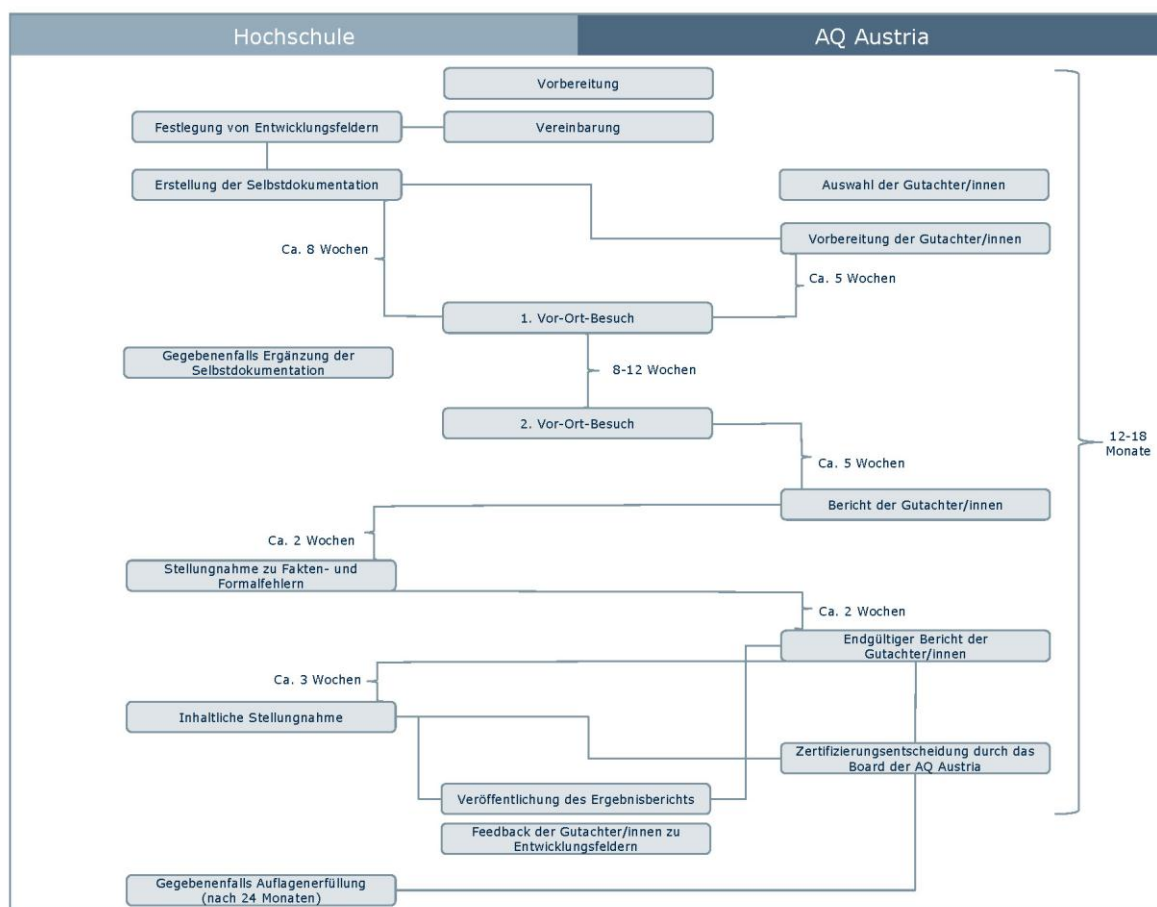 Hochschule
AQ Austria
Vorbereitung
Festlegung von Entwicklungsfeldern
Vereinbarung
Erstellung der Selbstdokumentation
Auswahl der Gutachter/innen
Vorbereitung der Gutachter/innen
Ca. 8 Wochen
Ca. 5 Wochen
1. Vor-Ort-Besuch
Gegebenenfalls Ergänzung der
Selbstdokumentation
8-12 Wochen
2. Vor-Ort-Besuch
12-18
Monate
Ca. 5 Wochen
Bericht der Gutachter/innen
Ca. 2 Wochen
Stellungnahme zu Fakten- und
Formalfehlern
Ca. 2 Wochen
Endgültiger Bericht der
Gutachter/innen
Ca. 3 Wochen
Inhaltliche Stellungnahme
Zertifizierungsentscheidung durch das
Board der AQ Austria
Veröffentlichung des Ergebnisberichts
Feedback der Gutachter/innen zu
Entwicklungsfeldern
Gegebenenfalls Auflagenerfüllung
(nach 24 Monaten)